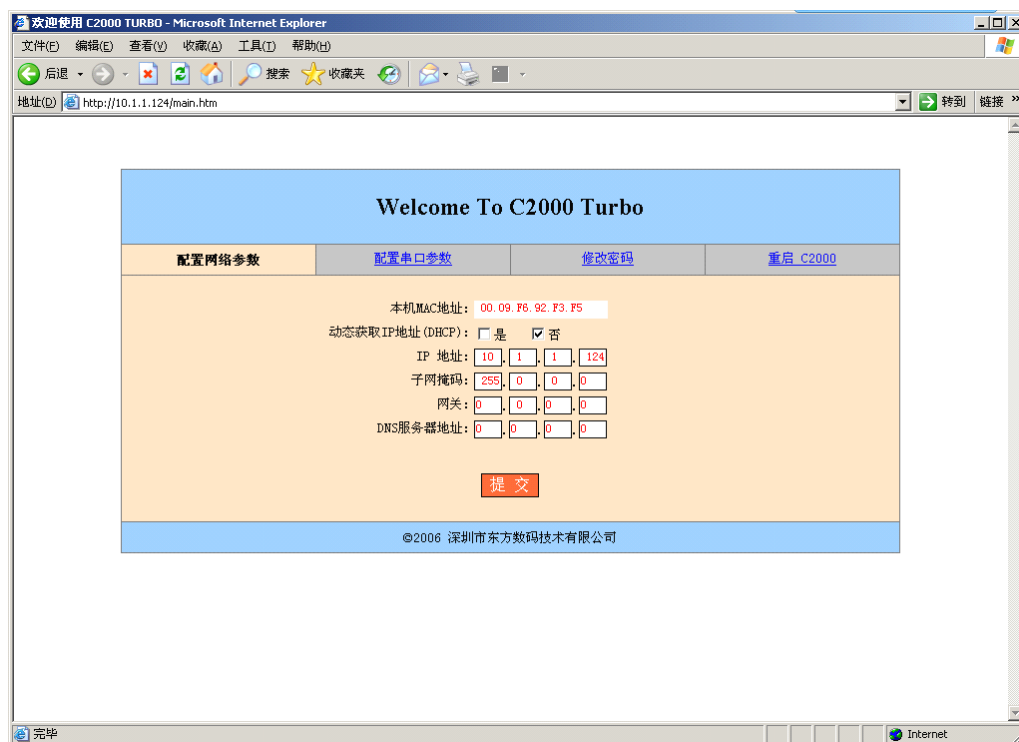 欢迎使用 C2000 TURBO - Microsoft Internet Explorer
文件(F) 编辑(E) 查看(V) 收藏(A) 工具(T) 帮助(H)
后退 搜索 收藏夹
地址(D) http://10.1.1.124/main.htm 转到 链接 »
Welcome To C2000 Turbo
配置网络参数 配置串口参数 修改密码 重启 C2000
本机MAC地址: 00.09.F6.92.F3.F5
动态获取IP地址(DHCP): 是 否
IP 地址: 10 . 1 . 1 . 124
子网掩码: 255 . 0 . 0 . 0
网关: 0 . 0 . 0 . 0
DNS服务器地址: 0 . 0 . 0 . 0
提 交
©2006 深圳市东方数码技术有限公司
完毕 Internet